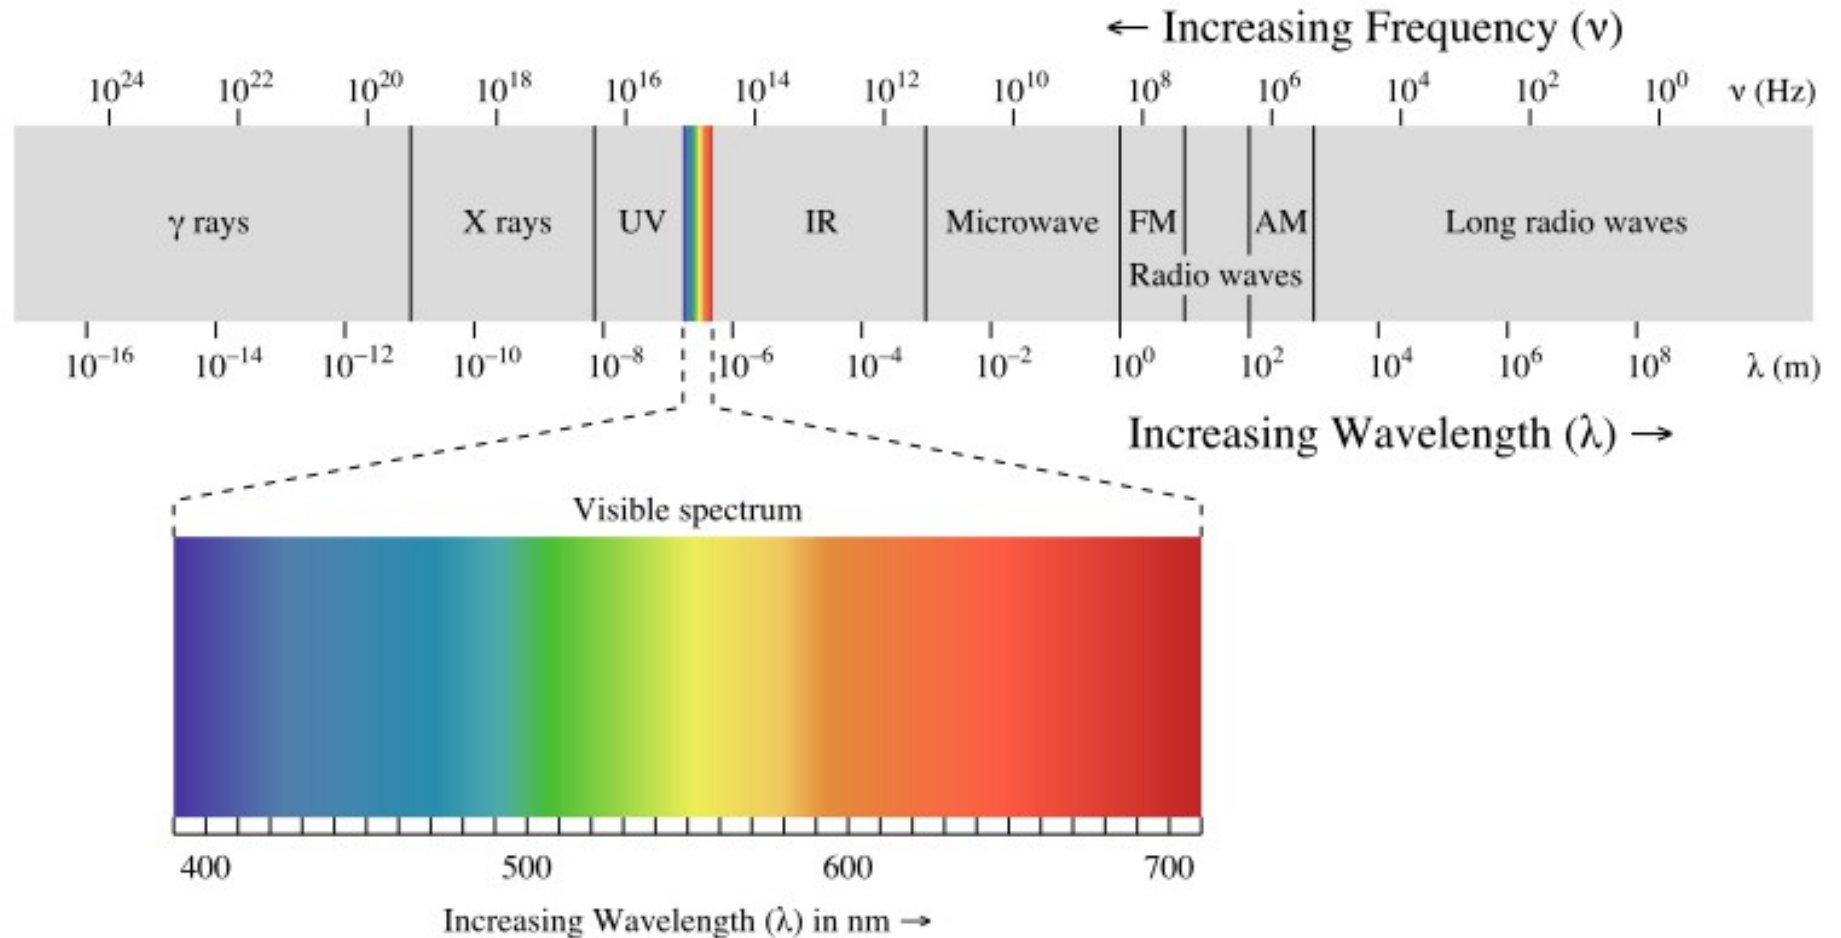 ← Increasing Frequency (ν)
10²⁴ 10²² 10²⁰ 10¹⁸ 10¹⁶ 10¹⁴ 10¹² 10¹⁰ 10⁸ 10⁶ 10⁴ 10² 10⁰ ν (Hz)
γ rays X rays UV IR Microwave FM AM Long radio waves
Radio waves
10⁻¹⁶ 10⁻¹⁴ 10⁻¹² 10⁻¹⁰ 10⁻⁸ 10⁻⁶ 10⁻⁴ 10⁻² 10⁰ 10² 10⁴ 10⁶ 10⁸ λ (m)
Increasing Wavelength (λ) →
Visible spectrum
400 500 600 700
Increasing Wavelength (λ) in nm →